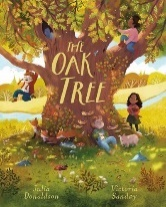 THE
OAK
TREE
Julia
Donaldson
Victoria
Sandøy